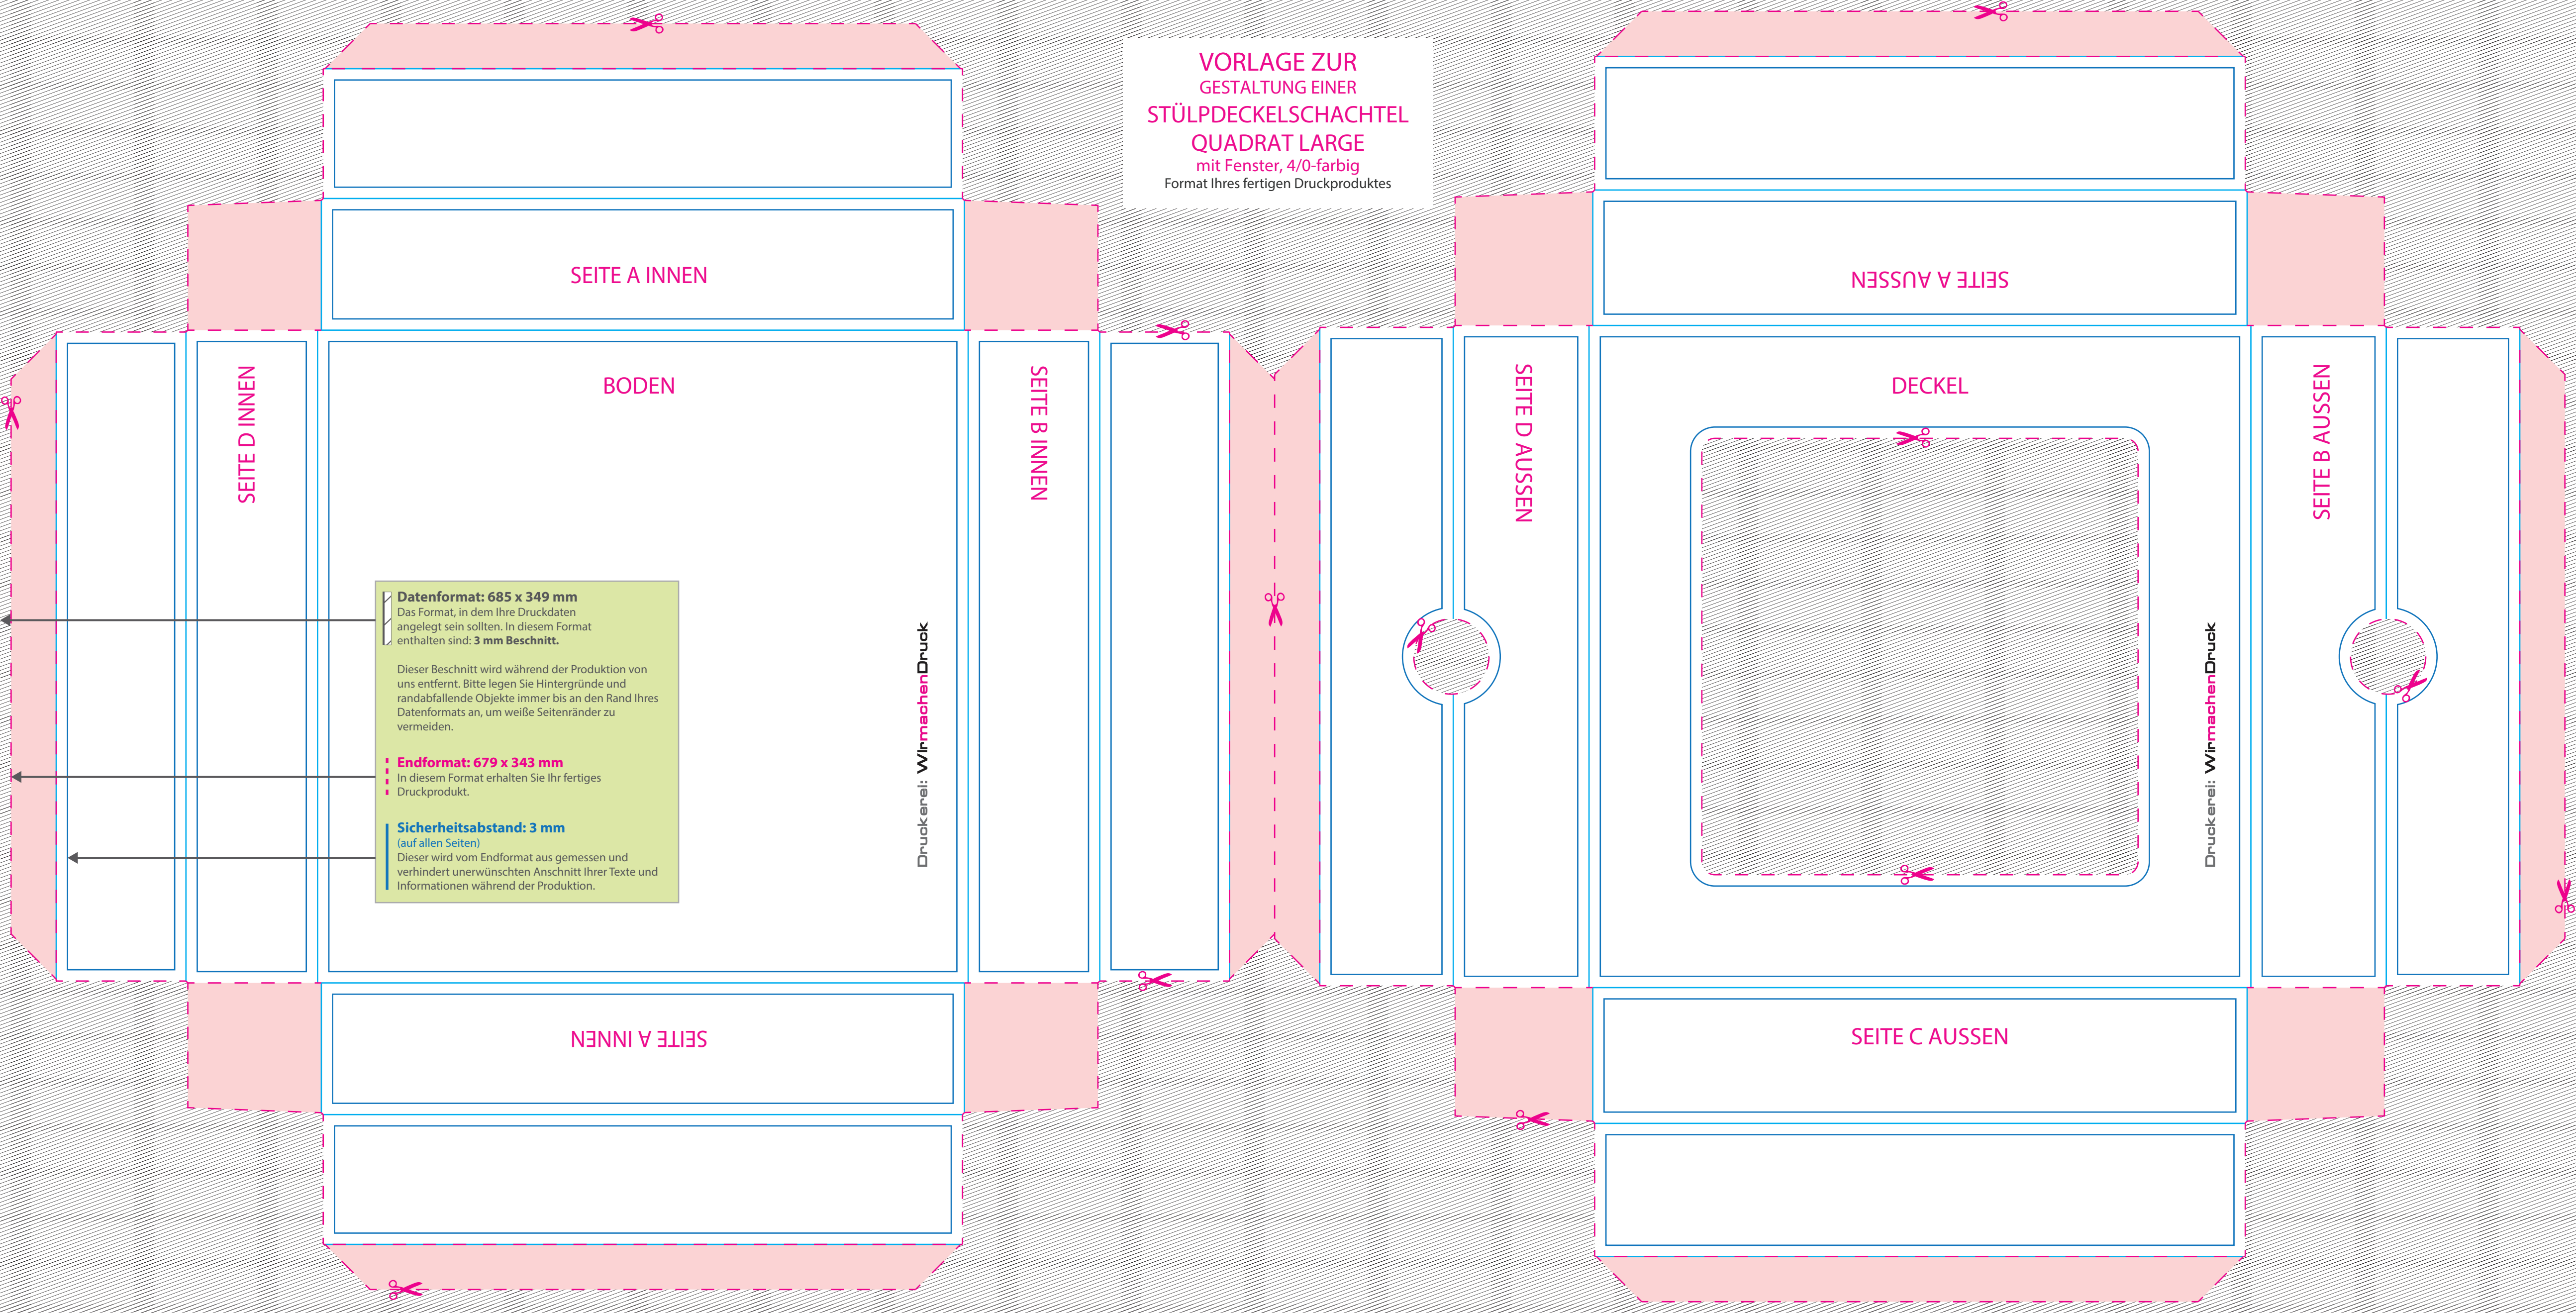 VORLAGE ZUR
GESTALTUNG EINER
STÜLPDECKELSCHACHTEL
QUADRAT LARGE
mit Fenster, 4/0-farbig
Format Ihres fertigen Druckproduktes
SEITE A INNEN
SEITE D INNEN
BODEN
SEITE B INNEN
Datenformat: 685 x 349 mm
Das Format, in dem Ihre Druckdaten
angelegt sein sollten. In diesem Format
enthalten sind: 3 mm Beschnitt.
Dieser Beschnitt wird während der Produktion von
uns entfernt. Bitte legen Sie Hintergründe und
randabfallende Objekte immer bis an den Rand Ihres
Datenformats an, um weiße Seitenränder zu
vermeiden.
Endformat: 679 x 343 mm
In diesem Format erhalten Sie Ihr fertiges
Druckprodukt.
Sicherheitsabstand: 3 mm
(auf allen Seiten)
Dieser wird vom Endformat aus gemessen und
verhindert unerwünschten Anschnitt Ihrer Texte und
Informationen während der Produktion.
Druckerei: WIrmachenDruck
SEITE A INNEN
SEITE A AUSSEN
SEITE D AUSSEN
DECKEL
SEITE B AUSSEN
Druckerei: WirmachenDruck
SEITE C AUSSEN